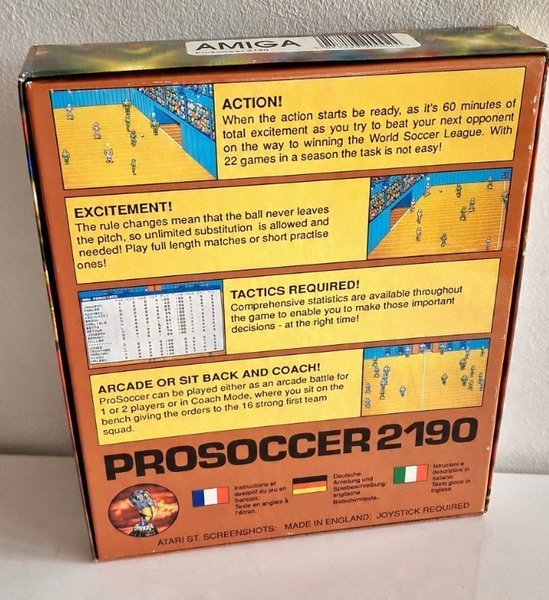 AMIGA
ProSoccer 2190
ACTION!
When the action starts be ready, as it's 60 minutes of
total excitement as you try to beat your next opponent
on the way to winning the World Soccer League. With
22 games in a season the task is not easy!
EXCITEMENT!
The rule changes mean that the ball never leaves
the pitch, so unlimited substitution is allowed and
needed! Play full length matches or short practise
ones!
TACTICS REQUIRED!
Comprehensive statistics are available throughout
the game to enable you to make those important
decisions - at the right time!
ARCADE OR SIT BACK AND COACH!
ProSoccer can be played either as an arcade battle for
1 or 2 players or in Coach Mode, where you sit on the
bench giving the orders to the 16 strong first team
squad.
PROSOCCER 2190
Instructions et
descptif du jeu en
francais;
Texte en anglais à
l'écran.
Deutsche
Anleitung und
Spielbeschreibung:
englische
Bildschirmtexte.
Istruzioni e
descrizioni in
italiano:
Testo gioco in
inglese
ATARI ST. SCREENSHOTS; MADE IN ENGLAND; JOYSTICK REQUIRED